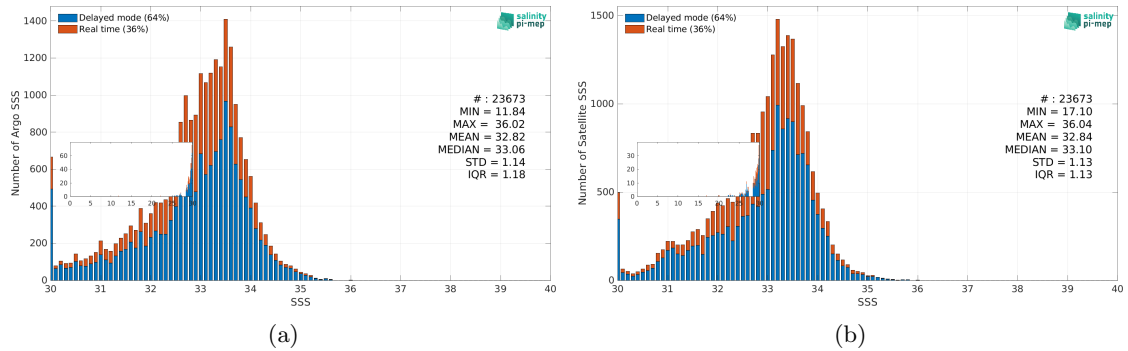 Delayed mode (64%)
Real time (36%)
salinity
pi-mep
1400
1200
1000
800
600
400
200
0
Number of Argo SSS
# : 23673
MIN = 11.84
MAX = 36.02
MEAN = 32.82
MEDIAN = 33.06
STD = 1.14
IQR = 1.18
60
40
20
0
0 5 10 15 20 25 30
30 31 32 33 34 35 36 37 38 39 40
SSS
(a)
Delayed mode (64%)
Real time (36%)
salinity
pi-mep
1500
1000
500
0
Number of Satellite SSS
# : 23673
MIN = 17.10
MAX = 36.04
MEAN = 32.84
MEDIAN = 33.10
STD = 1.13
IQR = 1.13
30
20
10
0
0 5 10 15 20 25 30
30 31 32 33 34 35 36 37 38 39 40
SSS
(b)